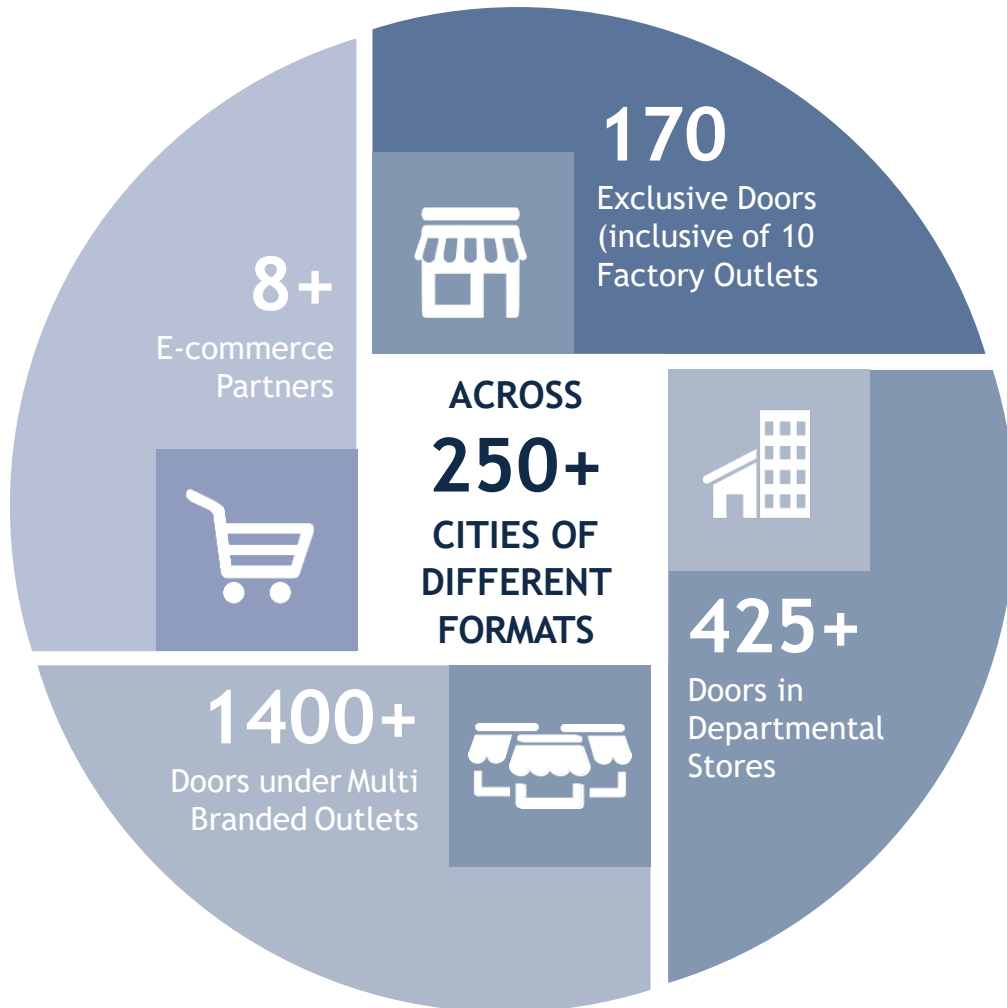 170
Exclusive Doors
(inclusive of 10
Factory Outlets
8+
E-commerce
Partners
ACROSS
250+
CITIES OF
DIFFERENT
FORMATS
425+
Doors in
Departmental
Stores
1400+
Doors under Multi
Branded Outlets